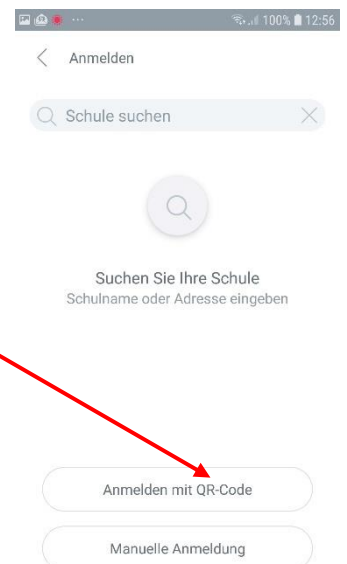 100% 12:56
Anmelden
Schule suchen
Suchen Sie Ihre Schule
Schulname oder Adresse eingeben
Anmelden mit QR-Code
Manuelle Anmeldung